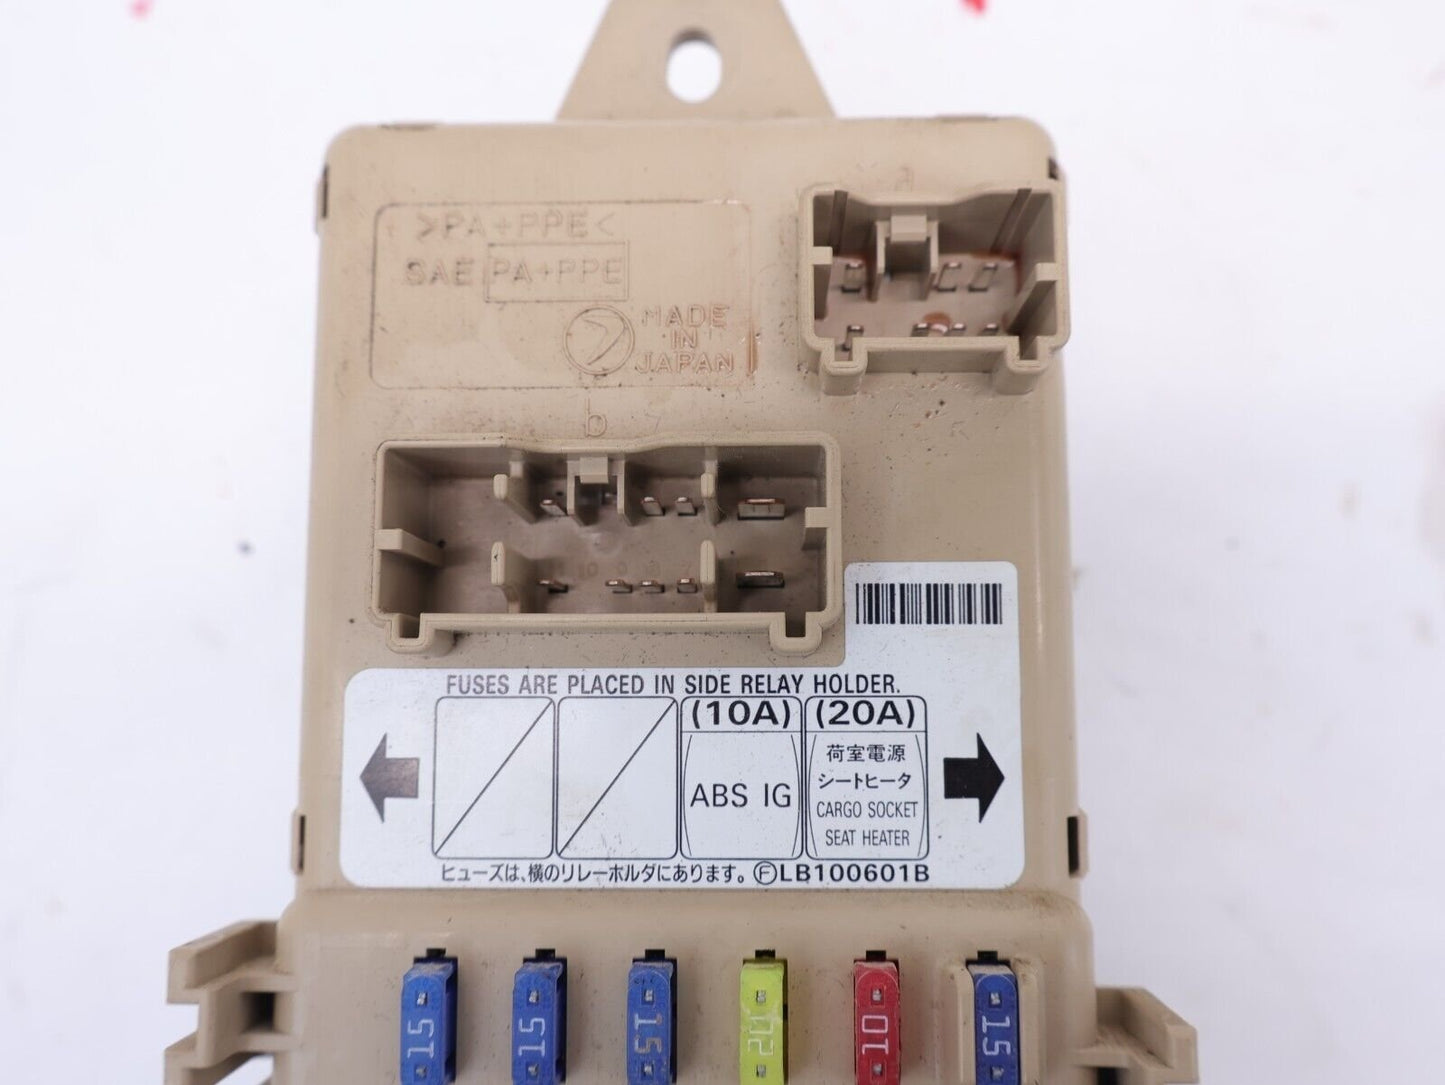 >PA+PPE<
SAE PA+PPE
MADE
IN
JAPAN
a
b
FUSES ARE PLACED IN SIDE RELAY HOLDER.
(10A) (20A)
ABS IG
荷室電源
シートヒータ
CARGO SOCKET
SEAT HEATER
ヒューズは、横のリレーホルダにあります。 Ⓕ LB100601B
15 15 15 20 10 15